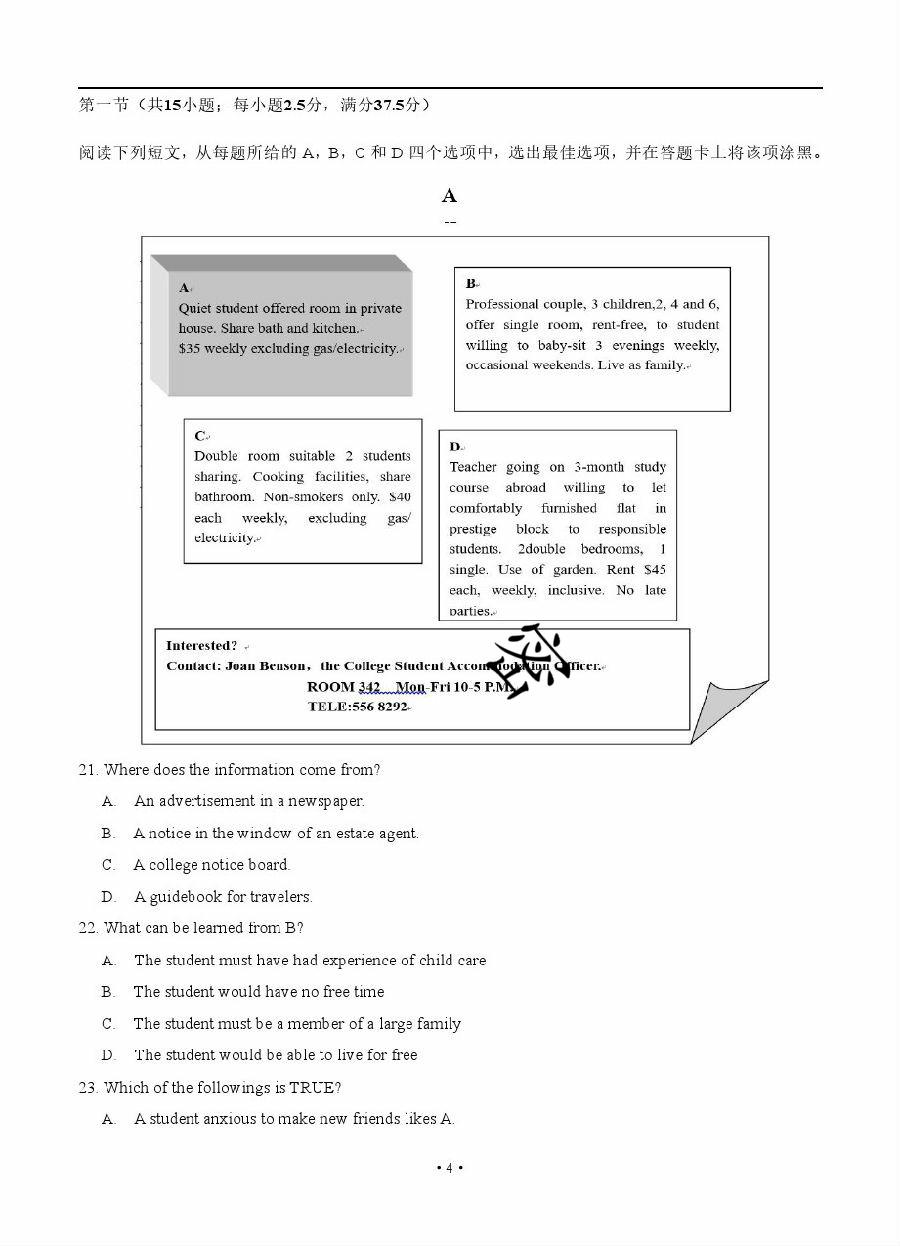 第一节（共15小题；每小题2.5分，满分37.5分）
阅读下列短文，从每题所给的 A，B，C 和 D 四个选项中，选出最佳选项，并在答题卡上将该项涂黑。
A
A
Quiet student offered room in private
house. Share bath and kitchen.
$35 weekly excluding gas/electricity.
B
Professional couple, 3 children,2, 4 and 6,
offer single room, rent-free, to student
willing to baby-sit 3 evenings weekly,
occasional weekends. Live as family.
C
Double room suitable 2 students
sharing. Cooking facilities, share
bathroom. Non-smokers only. $40
each weekly, excluding gas/
electricity.
D
Teacher going on 3-month study
course abroad willing to let
comfortably furnished flat in
prestige block to responsible
students. 2double bedrooms, 1
single. Use of garden. Rent $45
each, weekly, inclusive. No late
parties.
Interested?
Contact: Joan Benson，the College Student Accommodation Officer.
ROOM 342 Mon-Fri 10-5 P.M.
TELE:556 8292
密
21. Where does the information come from?
A. An advertisement in a newspaper.
B. A notice in the window of an estate agent.
C. A college notice board.
D. A guidebook for travelers.
22. What can be learned from B?
A. The student must have had experience of child care
B. The student would have no free time
C. The student must be a member of a large family
D. The student would be able to live for free
23. Which of the followings is TRUE?
A. A student anxious to make new friends likes A.
• 4 •